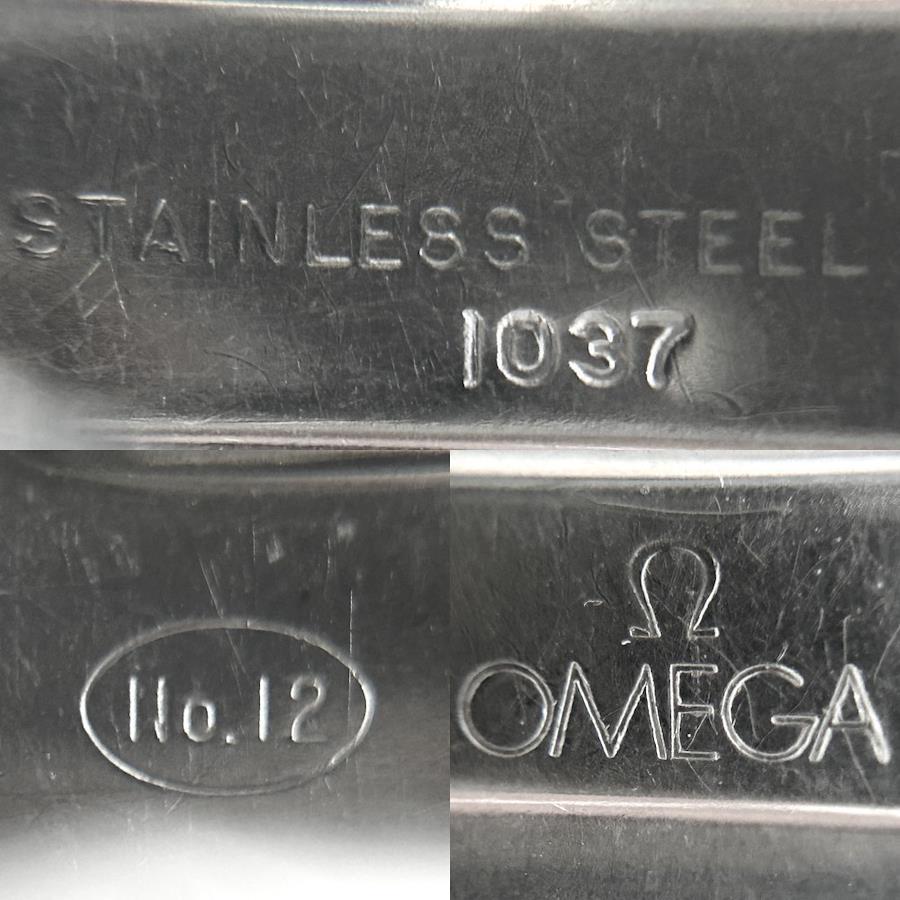 STAINLESS STEEL
1037
No.12
Ω
OMEGA